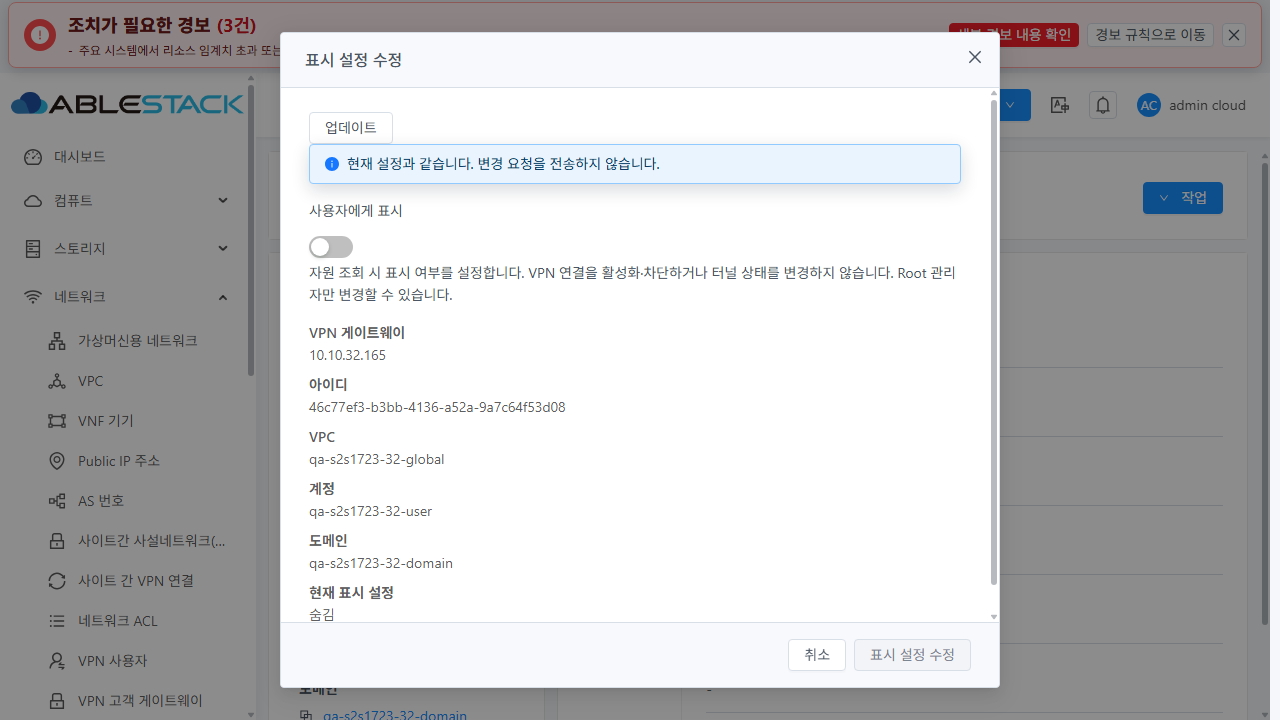 조치가 필요한 경보 (3건)
- 주요 시스템에서 리소스 임계치 초과 또는
경보 내용 확인
경보 규칙으로 이동
ABLESTACK
AC admin cloud
대시보드
컴퓨트
스토리지
네트워크
가상머신용 네트워크
VPC
VNF 기기
Public IP 주소
AS 번호
사이트간 사설네트워크(...
사이트 간 VPN 연결
네트워크 ACL
VPN 사용자
VPN 고객 게이트웨이
작업
표시 설정 수정
업데이트
현재 설정과 같습니다. 변경 요청을 전송하지 않습니다.
사용자에게 표시
자원 조회 시 표시 여부를 설정합니다. VPN 연결을 활성화·차단하거나 터널 상태를 변경하지 않습니다. Root 관리
자만 변경할 수 있습니다.
VPN 게이트웨이
10.10.32.165
아이디
46c77ef3-b3bb-4136-a52a-9a7c64f53d08
VPC
qa-s2s1723-32-global
계정
qa-s2s1723-32-user
도메인
qa-s2s1723-32-domain
현재 표시 설정
숨김
취소
표시 설정 수정
도메인
qa-s2s1723-32-domain
-